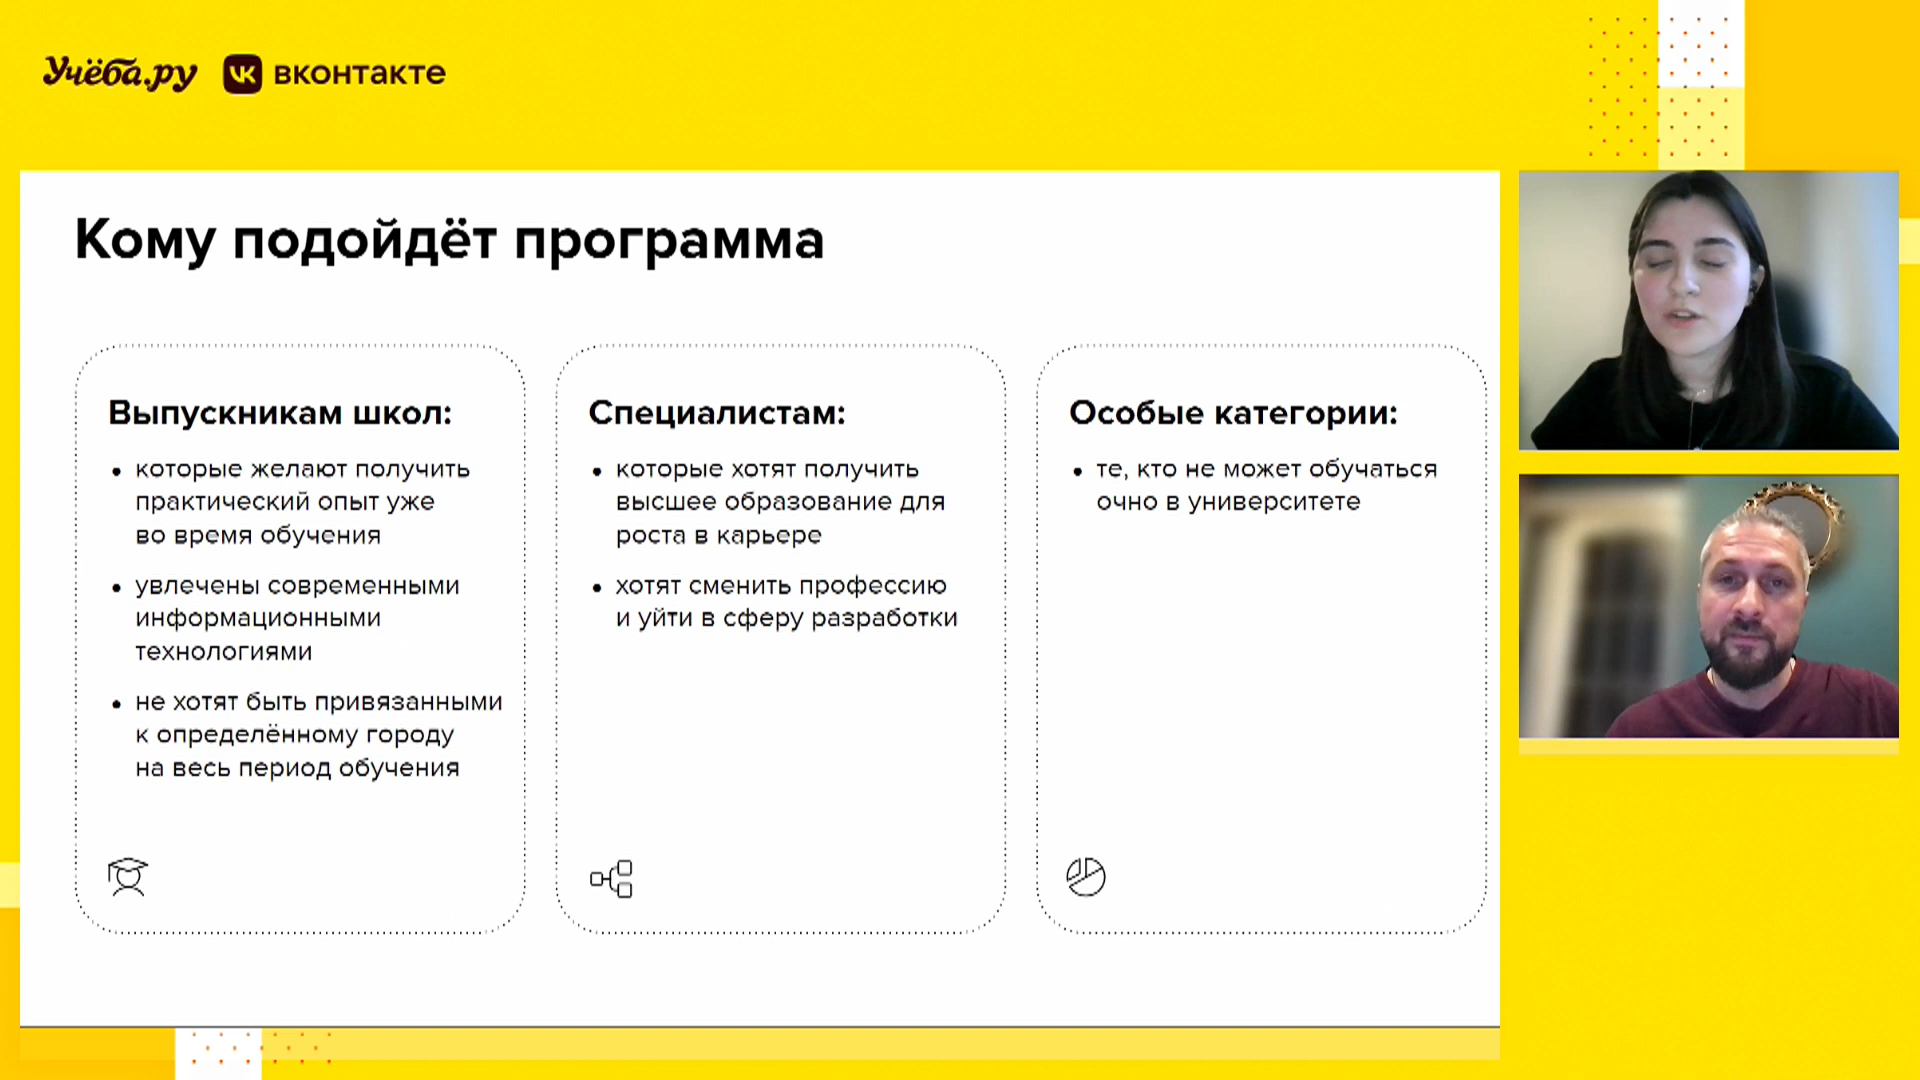 Учёба.ру вконтакте
Кому подойдёт программа
Выпускникам школ:
• которые желают получить
практический опыт уже
во время обучения
• увлечены современными
информационными
технологиями
• не хотят быть привязанными
к определённому городу
на весь период обучения
Специалистам:
• которые хотят получить
высшее образование для
роста в карьере
• хотят сменить профессию
и уйти в сферу разработки
Особые категории:
• те, кто не может обучаться
очно в университете